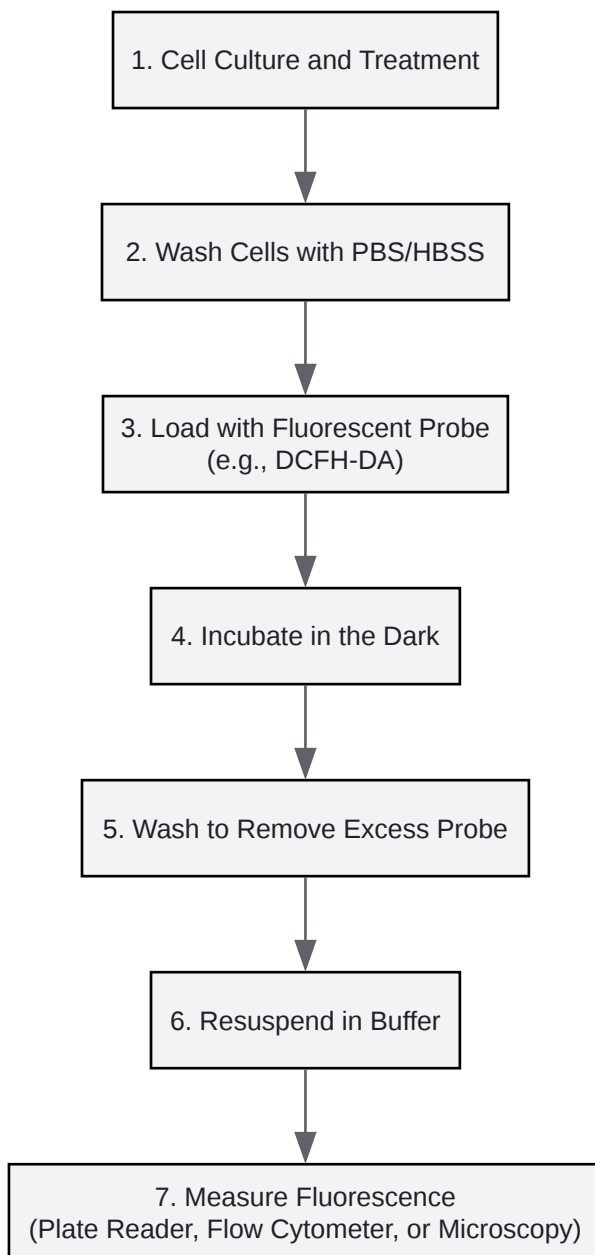 1. Cell Culture and Treatment
2. Wash Cells with PBS/HBSS
3. Load with Fluorescent Probe
(e.g., DCFH-DA)
4. Incubate in the Dark
5. Wash to Remove Excess Probe
6. Resuspend in Buffer
7. Measure Fluorescence
(Plate Reader, Flow Cytometer, or Microscopy)